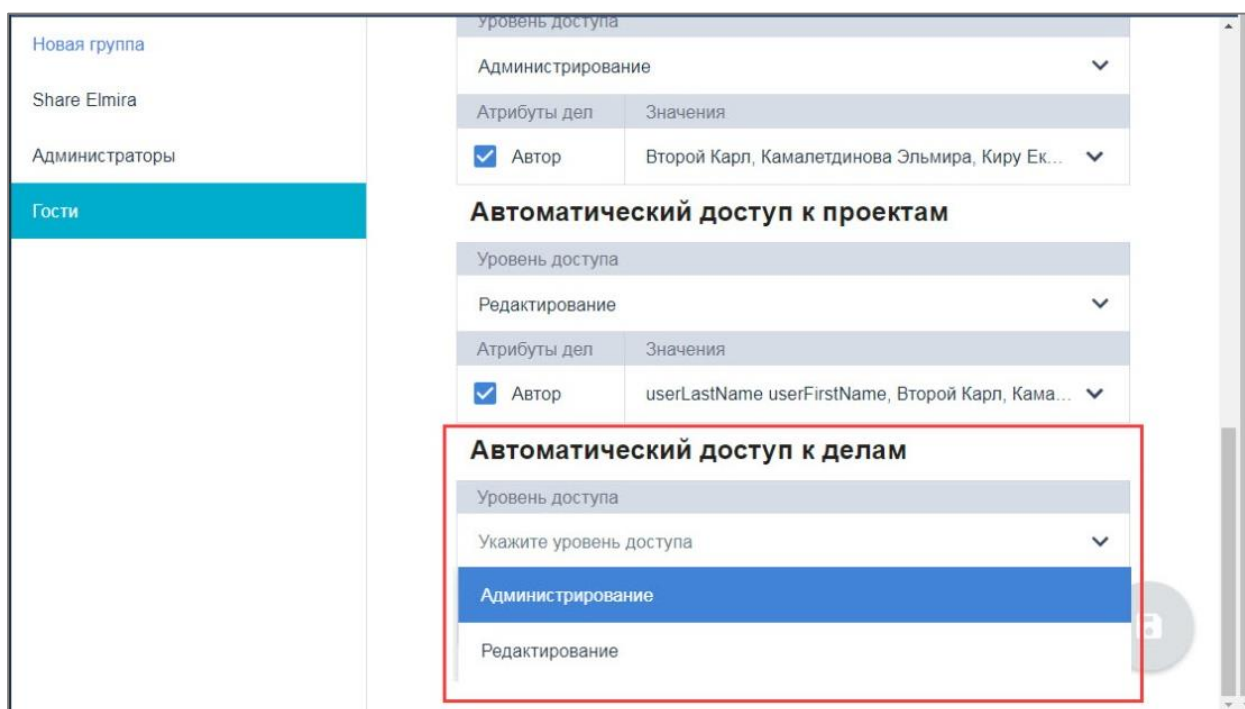 Новая группа
Share Elmira
Администраторы
Гости
Уровень доступа
Администрирование
Атрибуты дел Значения
Автор Второй Карл, Камалетдинова Эльмира, Киру Ек...
Автоматический доступ к проектам
Уровень доступа
Редактирование
Атрибуты дел Значения
Автор userLastName userFirstName, Второй Карл, Кама...
Автоматический доступ к делам
Уровень доступа
Укажите уровень доступа
Администрирование
Редактирование